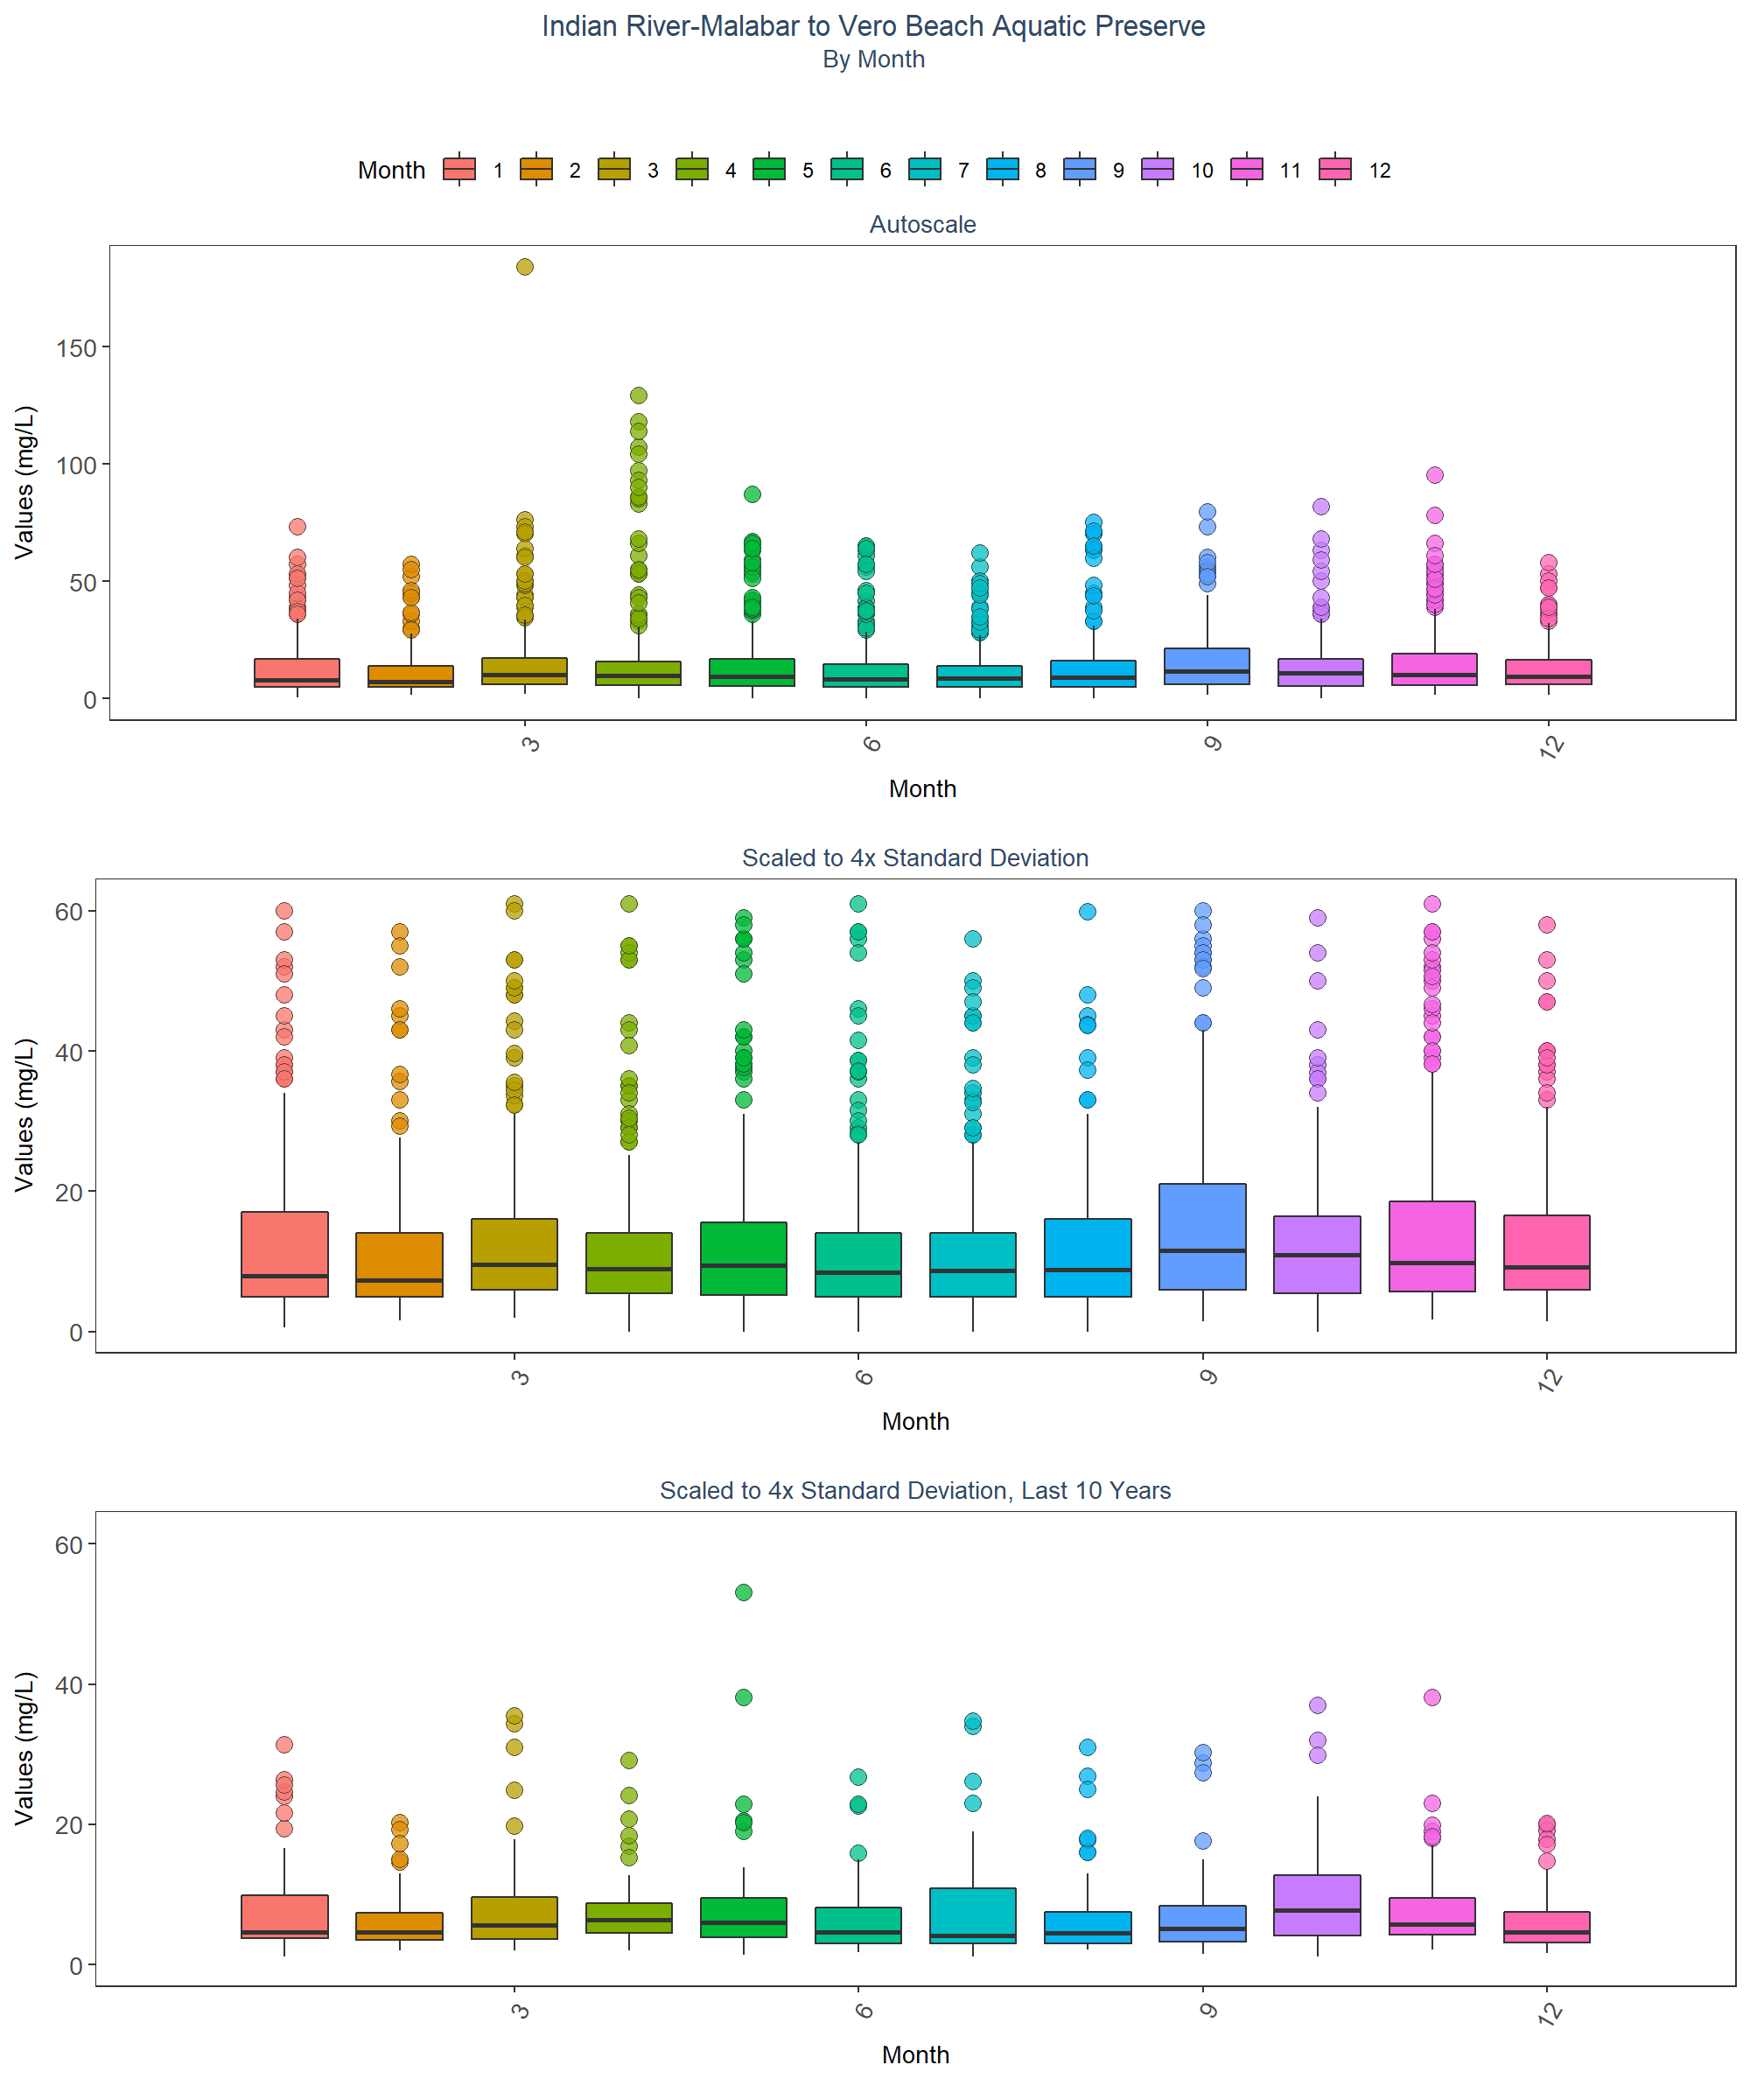 Indian River-Malabar to Vero Beach Aquatic Preserve
By Month
Month 1 2 3 4 5 6 7 8 9 10 11 12
Autoscale
Values (mg/L)
150
100
50
0
3 6 9 12
Month
Scaled to 4x Standard Deviation
Values (mg/L)
60
40
20
0
3 6 9 12
Month
Scaled to 4x Standard Deviation, Last 10 Years
Values (mg/L)
60
40
20
0
3 6 9 12
Month